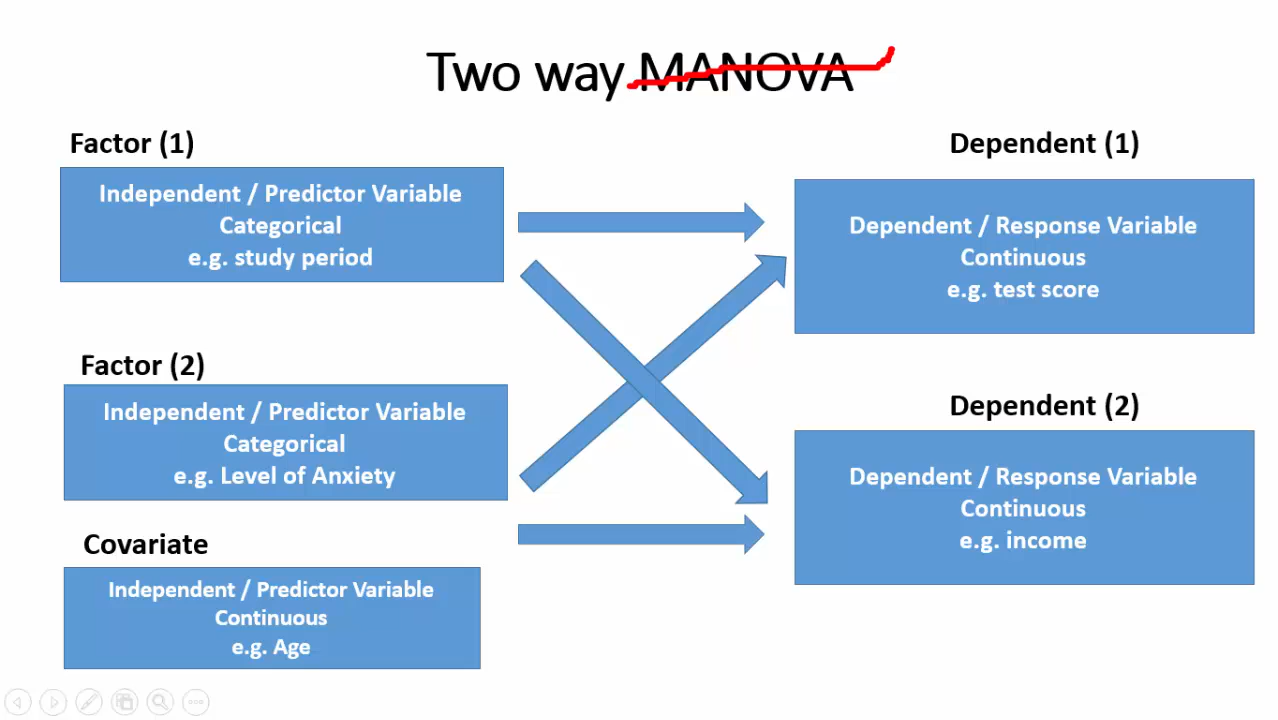 Two way MANOVA
Factor (1)
Independent / Predictor Variable
Categorical
e.g. study period
Factor (2)
Independent / Predictor Variable
Categorical
e.g. Level of Anxiety
Covariate
Independent / Predictor Variable
Continuous
e.g. Age
Dependent (1)
Dependent / Response Variable
Continuous
e.g. test score
Dependent (2)
Dependent / Response Variable
Continuous
e.g. income